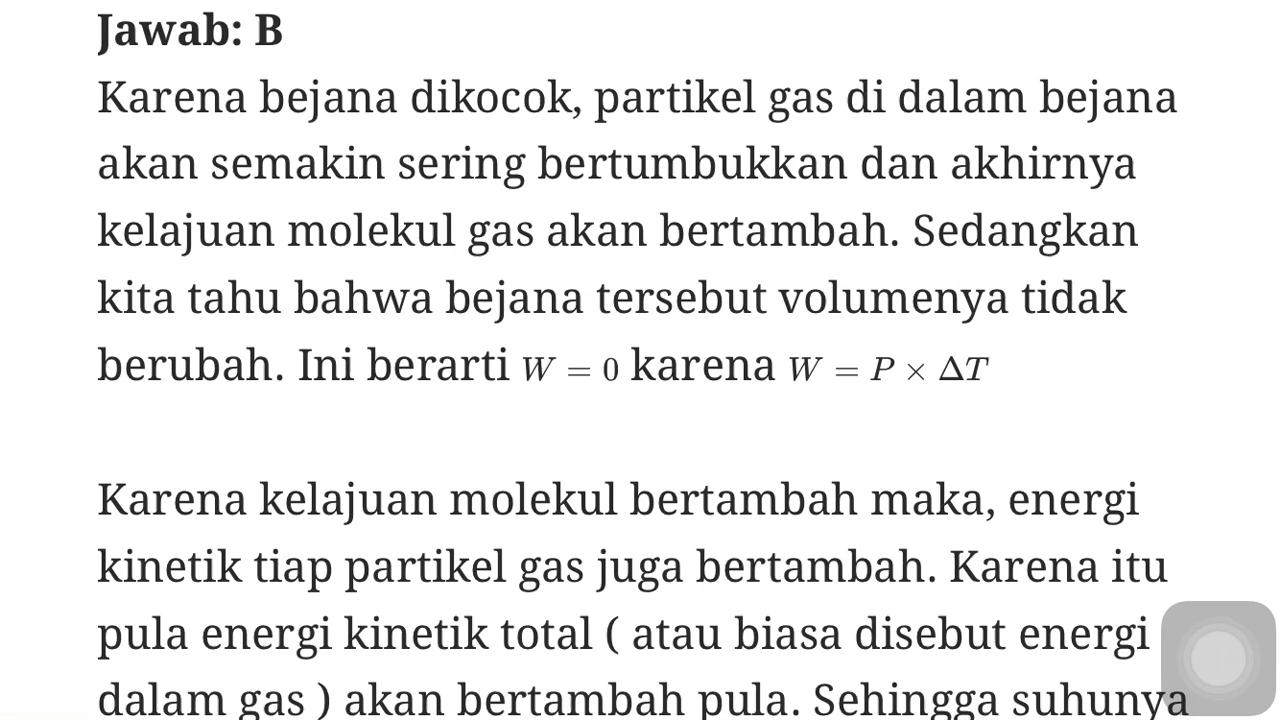 Jawab: B
Karena bejana dikocok, partikel gas di dalam bejana
akan semakin sering bertumbukkan dan akhirnya
kelajuan molekul gas akan bertambah. Sedangkan
kita tahu bahwa bejana tersebut volumenya tidak
berubah. Ini berarti W = 0 karena W = P × ΔT
Karena kelajuan molekul bertambah maka, energi
kinetik tiap partikel gas juga bertambah. Karena itu
pula energi kinetik total ( atau biasa disebut energi
dalam gas ) akan bertambah pula. Sehingga suhunya